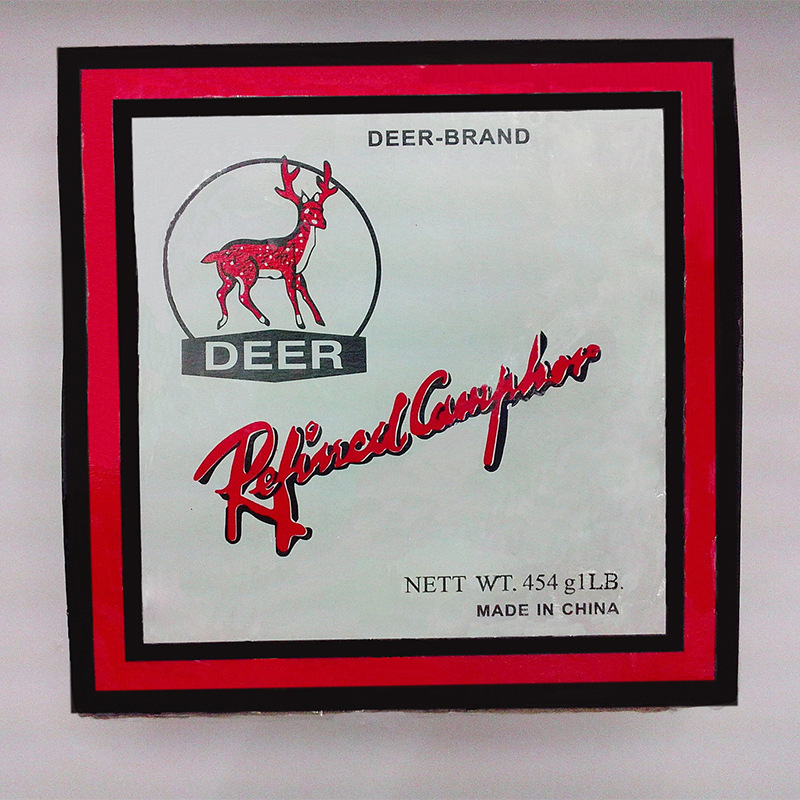 DEER-BRAND
DEER
Refined Camphor
NETT WT. 454 g1LB.
MADE IN CHINA